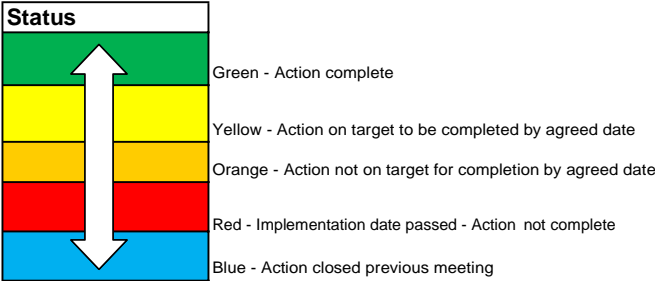 Status
Green - Action complete
Yellow - Action on target to be completed by agreed date
Orange - Action not on target for completion by agreed date
Red - Implementation date passed - Action not complete
Blue - Action closed previous meeting